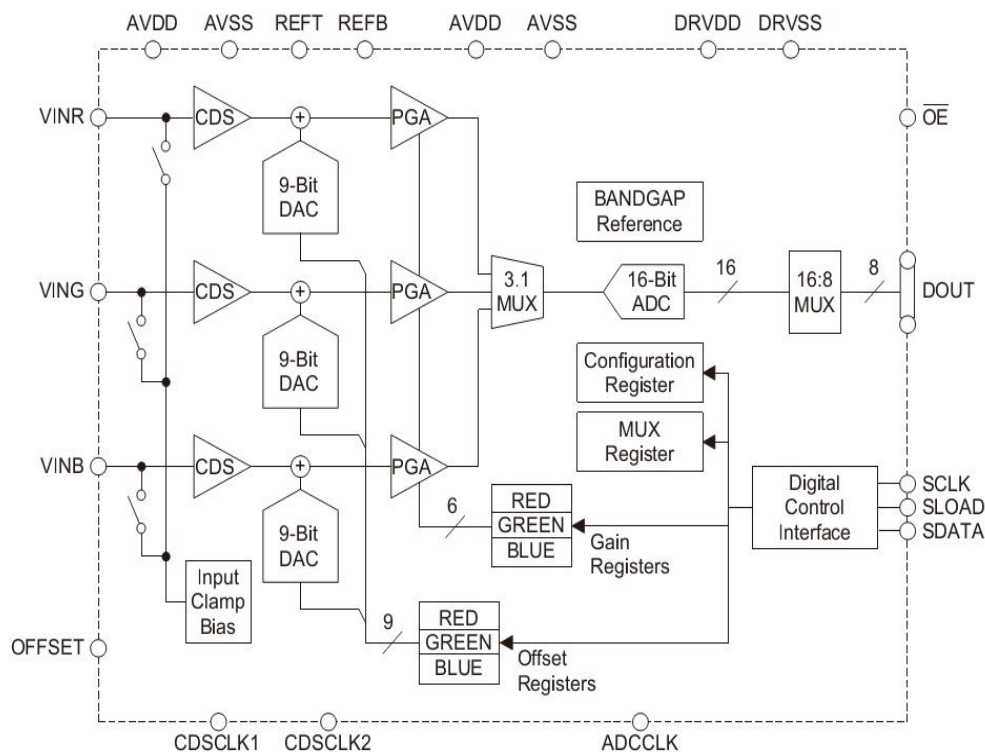 AVDD AVSS REFT REFB AVDD AVSS DRVDD DRVSS
VINR
CDS
+
PGA
OE
9-Bit
DAC
BANDGAP
Reference
VING
CDS
+
PGA
3.1
MUX
16-Bit
ADC
16
16:8
MUX
8
DOUT
9-Bit
DAC
Configuration
Register
MUX
Register
VINB
CDS
+
PGA
Digital
Control
Interface
SCLK
SLOAD
SDATA
9-Bit
DAC
6
RED
GREEN
BLUE
Gain
Registers
Input
Clamp
Bias
9
RED
GREEN
BLUE
Offset
Registers
OFFSET
CDSCLK1 CDSCLK2 ADCCLK